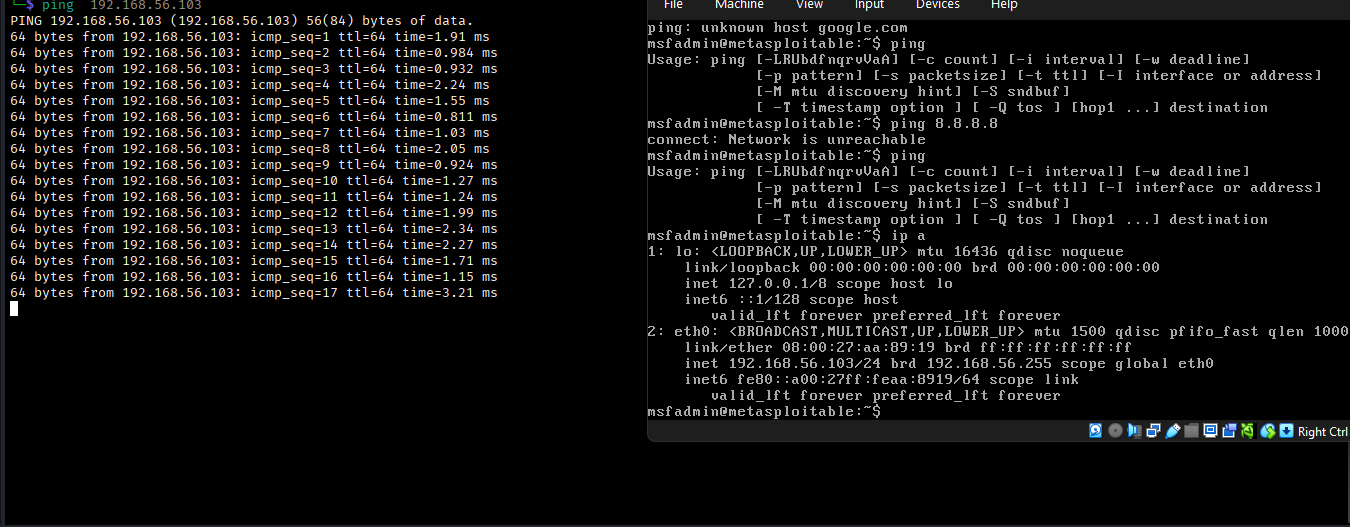 └─$ ping 192.168.56.103
PING 192.168.56.103 (192.168.56.103) 56(84) bytes of data.
64 bytes from 192.168.56.103: icmp_seq=1 ttl=64 time=1.91 ms
64 bytes from 192.168.56.103: icmp_seq=2 ttl=64 time=0.984 ms
64 bytes from 192.168.56.103: icmp_seq=3 ttl=64 time=0.932 ms
64 bytes from 192.168.56.103: icmp_seq=4 ttl=64 time=2.24 ms
64 bytes from 192.168.56.103: icmp_seq=5 ttl=64 time=1.55 ms
64 bytes from 192.168.56.103: icmp_seq=6 ttl=64 time=0.811 ms
64 bytes from 192.168.56.103: icmp_seq=7 ttl=64 time=1.03 ms
64 bytes from 192.168.56.103: icmp_seq=8 ttl=64 time=2.05 ms
64 bytes from 192.168.56.103: icmp_seq=9 ttl=64 time=0.924 ms
64 bytes from 192.168.56.103: icmp_seq=10 ttl=64 time=1.27 ms
64 bytes from 192.168.56.103: icmp_seq=11 ttl=64 time=1.24 ms
64 bytes from 192.168.56.103: icmp_seq=12 ttl=64 time=1.99 ms
64 bytes from 192.168.56.103: icmp_seq=13 ttl=64 time=2.34 ms
64 bytes from 192.168.56.103: icmp_seq=14 ttl=64 time=2.27 ms
64 bytes from 192.168.56.103: icmp_seq=15 ttl=64 time=1.71 ms
64 bytes from 192.168.56.103: icmp_seq=16 ttl=64 time=1.15 ms
64 bytes from 192.168.56.103: icmp_seq=17 ttl=64 time=3.21 ms
File Machine View Input Devices Help
ping: unknown host google.com
msfadmin@metasploitable:~$ ping
Usage: ping [-LRUbdfnqrvVaA] [-c count] [-i interval] [-w deadline]
            [-p pattern] [-s packetsize] [-t ttl] [-I interface or address]
            [-M mtu discovery hint] [-S sndbuf]
            [ -T timestamp option ] [ -Q tos ] [hop1 ...] destination
msfadmin@metasploitable:~$ ping 8.8.8.8
connect: Network is unreachable
msfadmin@metasploitable:~$ ping
Usage: ping [-LRUbdfnqrvVaA] [-c count] [-i interval] [-w deadline]
            [-p pattern] [-s packetsize] [-t ttl] [-I interface or address]
            [-M mtu discovery hint] [-S sndbuf]
            [ -T timestamp option ] [ -Q tos ] [hop1 ...] destination
msfadmin@metasploitable:~$ ip a
1: lo: <LOOPBACK,UP,LOWER_UP> mtu 16436 qdisc noqueue
    link/loopback 00:00:00:00:00:00 brd 00:00:00:00:00:00
    inet 127.0.0.1/8 scope host lo
    inet6 ::1/128 scope host
       valid_lft forever preferred_lft forever
2: eth0: <BROADCAST,MULTICAST,UP,LOWER_UP> mtu 1500 qdisc pfifo_fast qlen 1000
    link/ether 08:00:27:aa:89:19 brd ff:ff:ff:ff:ff:ff
    inet 192.168.56.103/24 brd 192.168.56.255 scope global eth0
    inet6 fe80::a00:27ff:feaa:8919/64 scope link
       valid_lft forever preferred_lft forever
msfadmin@metasploitable:~$
Right Ctrl